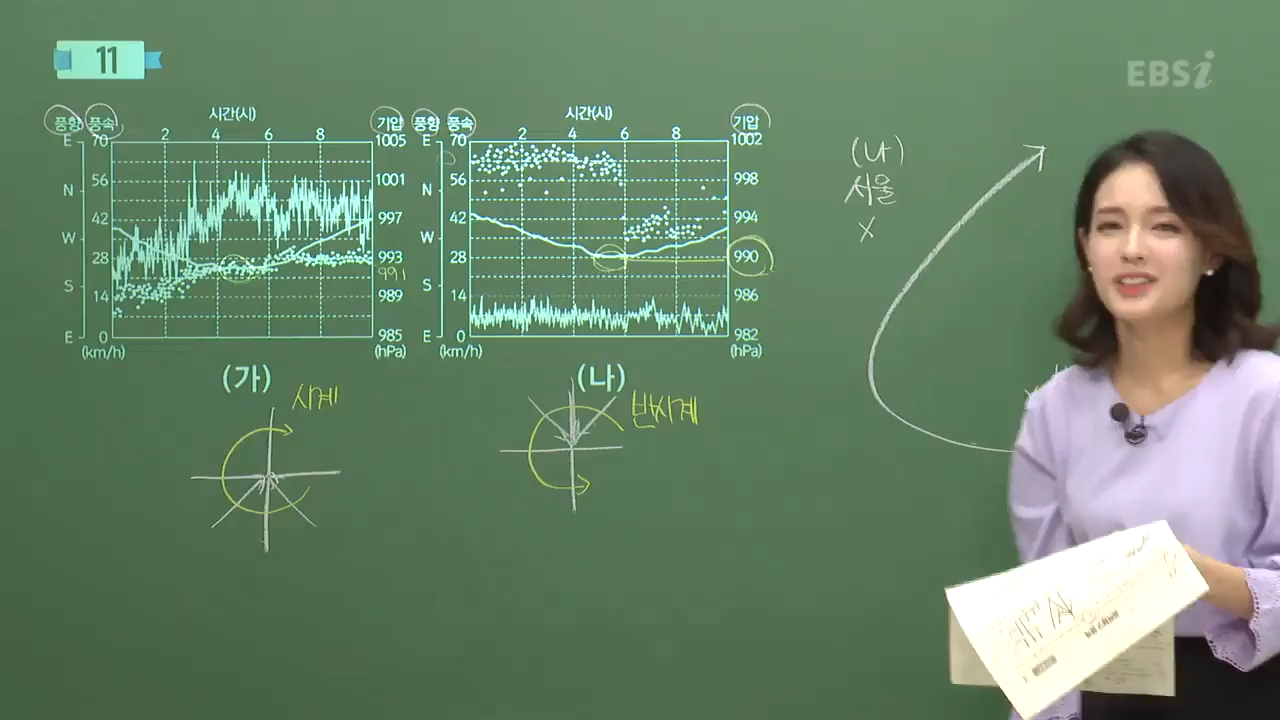 11
EBSi
시간(시)
풍향 풍속 기압
2 4 6 8
E 70 1005
56 1001
N
42 997
W
28 993
991
S
14 989
E 0 985
(km/h) (hPa)
(가)
시계
시간(시)
풍향 풍속 기압
2 4 6 8
E 70 1002
56 998
N
42 994
W
28 990
S
14 986
E 0 982
(km/h) (hPa)
(나)
반시계
(나)
서울
x